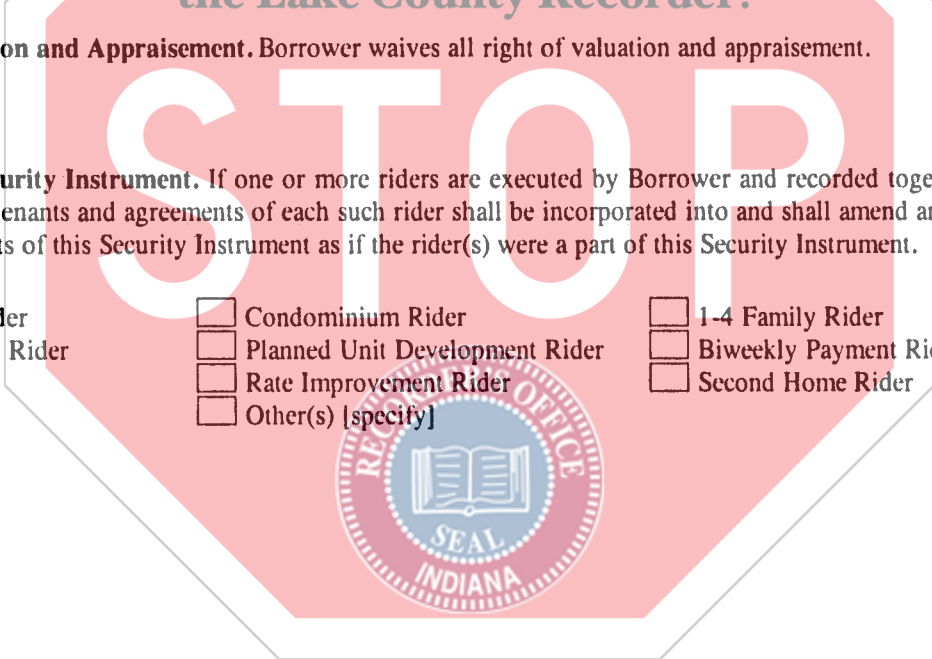 the Lake County Recorder!
on and Appraisement. Borrower waives all right of valuation and appraisement.
STOP
urity Instrument. If one or more riders are executed by Borrower and recorded toge
enants and agreements of each such rider shall be incorporated into and shall amend a
ts of this Security Instrument as if the rider(s) were a part of this Security Instrument.
der Condominium Rider 1-4 Family Rider
Rider Planned Unit Development Rider Biweekly Payment Ri
Rate Improvement Rider Second Home Rider
Other(s) [specify]
RECORDER'S OFFICE
SEAL
INDIANA